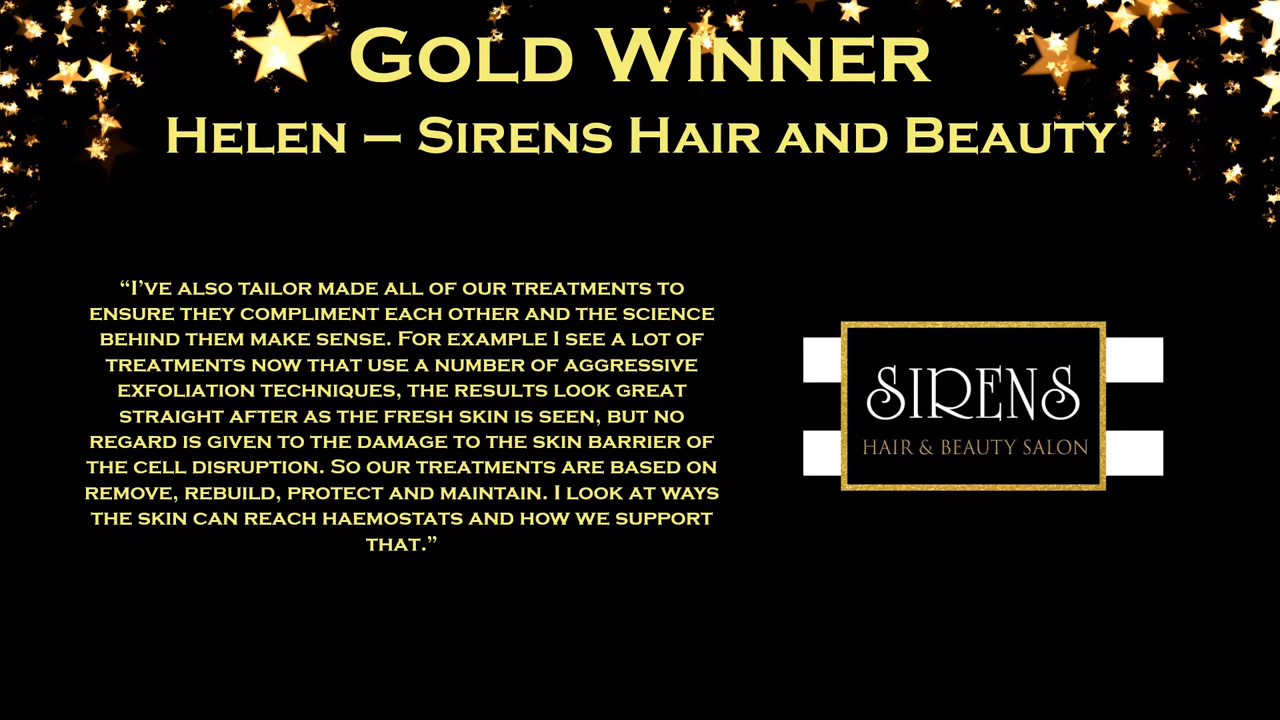 Gold Winner
Helen – Sirens Hair and Beauty
“I’ve also tailor made all of our treatments to
ensure they compliment each other and the science
behind them make sense. For example I see a lot of
treatments now that use a number of aggressive
exfoliation techniques, the results look great
straight after as the fresh skin is seen, but no
regard is given to the damage to the skin barrier of
the cell disruption. So our treatments are based on
remove, rebuild, protect and maintain. I look at ways
the skin can reach haemostats and how we support
that.”
SIRENS
HAIR & BEAUTY SALON